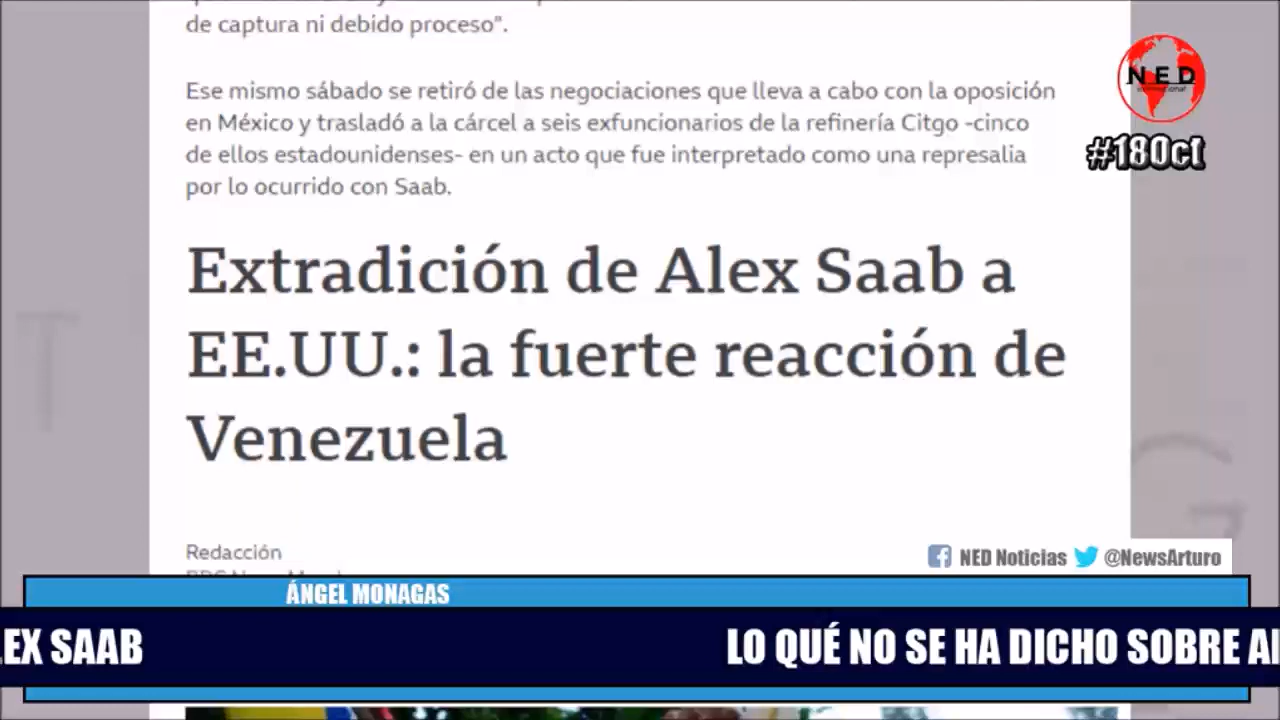 de captura ni debido proceso".
Ese mismo sábado se retiró de las negociaciones que lleva a cabo con la oposición
en México y trasladó a la cárcel a seis exfuncionarios de la refinería Citgo -cinco
de ellos estadounidenses- en un acto que fue interpretado como una represalia
por lo ocurrido con Saab.
NED
#180ct
Extradición de Alex Saab a
EE.UU.: la fuerte reacción de
Venezuela
Redacción
NED Noticias @NewsArturo
ÁNGEL MONAGAS
LEX SAAB
LO QUÉ NO SE HA DICHO SOBRE AL